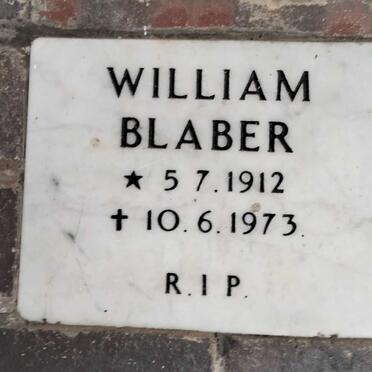 WILLIAM
BLABER
★ 5 7.1912
✝ 10.6.1973.
R.I P.